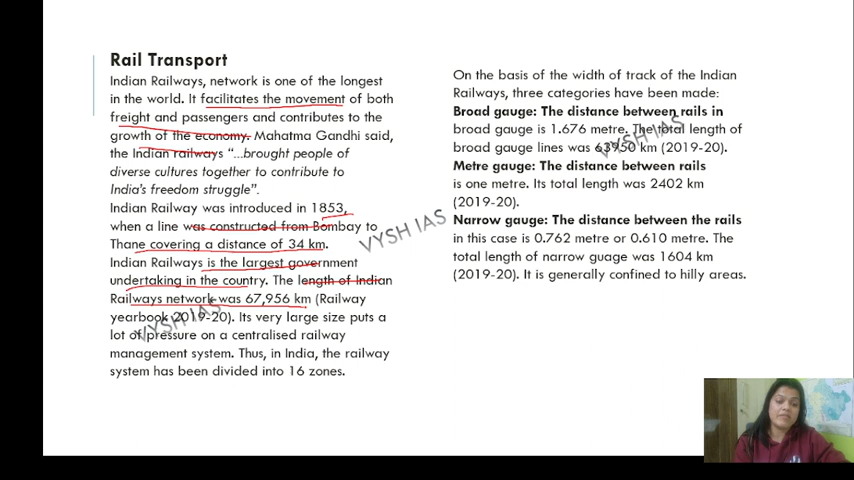 Rail Transport
Indian Railways, network is one of the longest
in the world. It facilitates the movement of both
freight and passengers and contributes to the
growth of the economy. Mahatma Gandhi said,
the Indian railways “...brought people of
diverse cultures together to contribute to
India’s freedom struggle”.
Indian Railway was introduced in 1853,
when a line was constructed from Bombay to
Thane covering a distance of 34 km.
Indian Railways is the largest government
undertaking in the country. The length of Indian
Railways network was 67,956 km (Railway
yearbook 2019-20). Its very large size puts a
lot of pressure on a centralised railway
management system. Thus, in India, the railway
system has been divided into 16 zones.
On the basis of the width of track of the Indian
Railways, three categories have been made:
Broad gauge: The distance between rails in
broad gauge is 1.676 metre. The total length of
broad gauge lines was 63950 km (2019-20).
Metre gauge: The distance between rails
is one metre. Its total length was 2402 km
(2019-20).
Narrow gauge: The distance between the rails
in this case is 0.762 metre or 0.610 metre. The
total length of narrow guage was 1604 km
(2019-20). It is generally confined to hilly areas.
VYSH IAS
VYSH IAS
VYSH IAS